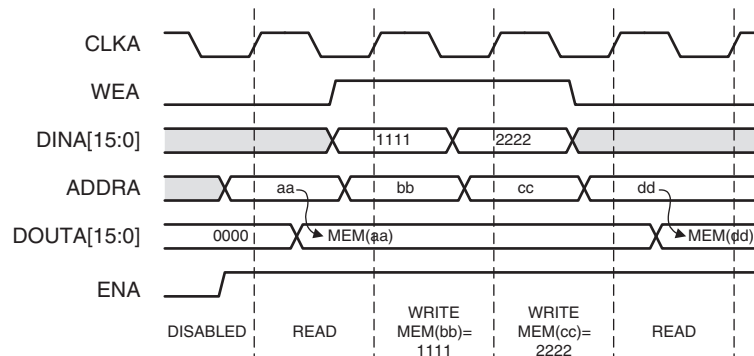 CLKA
WEA
DINA[15:0] 1111 2222
ADDRA aa bb cc dd
DOUTA[15:0] 0000 MEM(aa) MEM(dd)
ENA
DISABLED READ WRITE MEM(bb)= 1111 WRITE MEM(cc)= 2222 READ